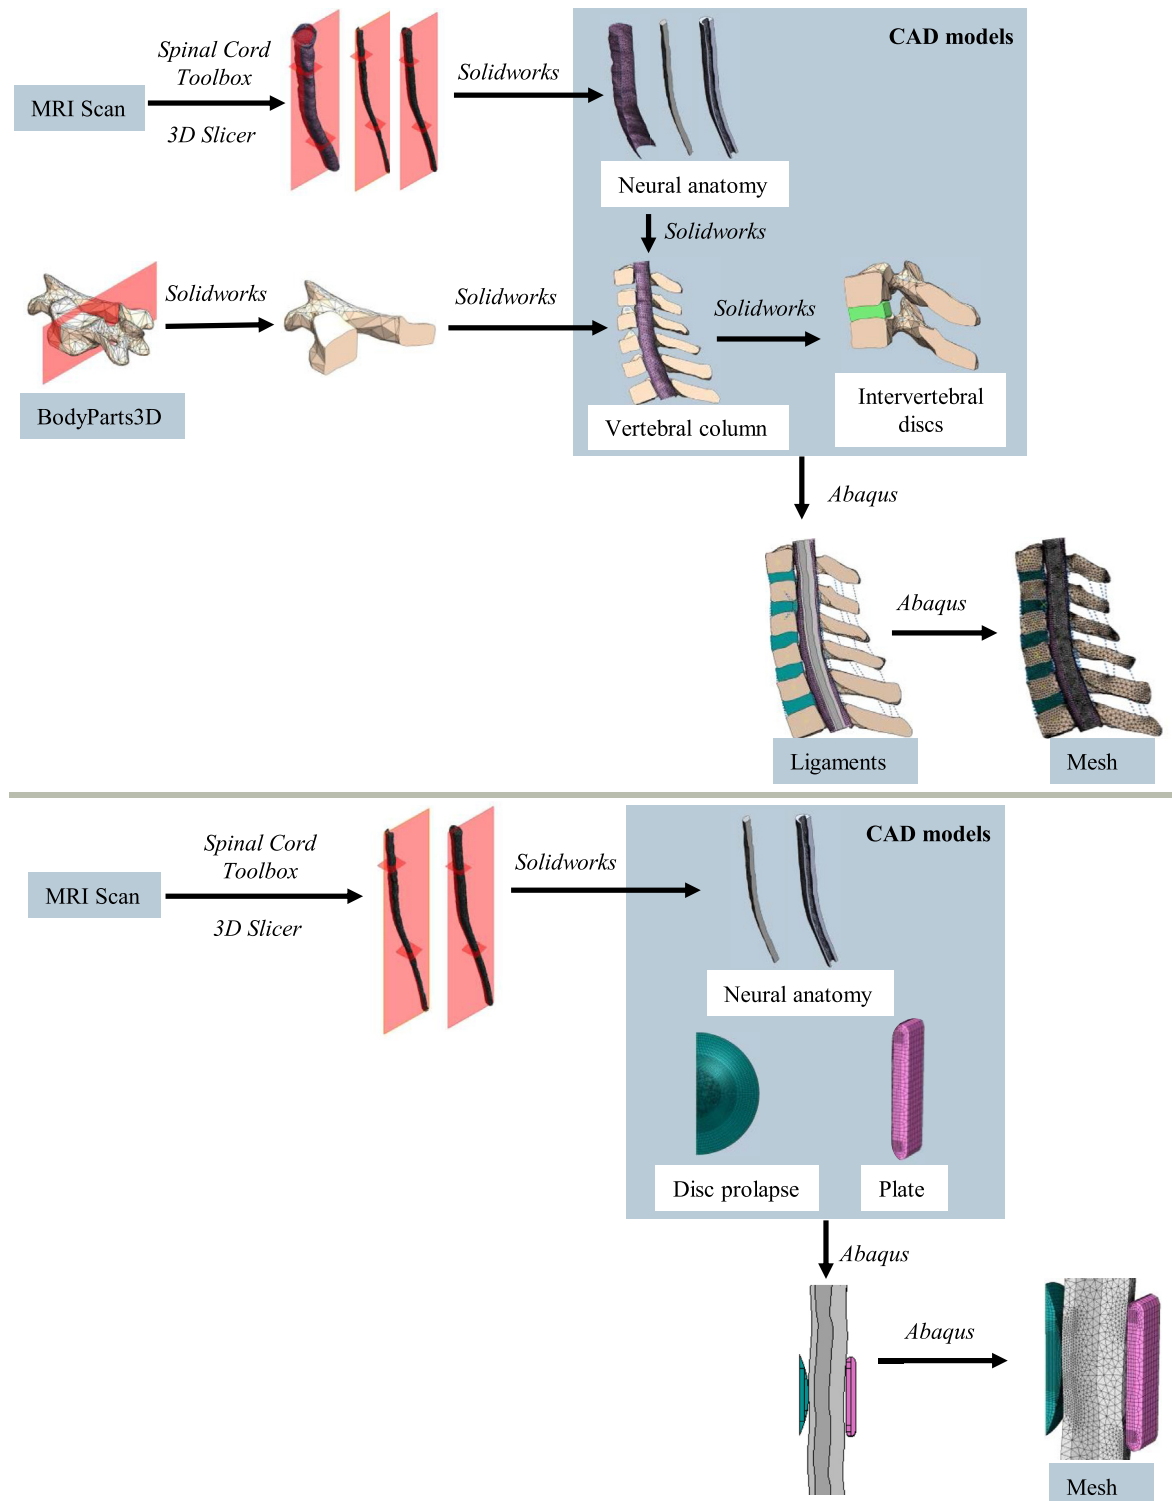 CAD models
Spinal Cord
Toolbox
Solidworks
MRI Scan
3D Slicer
Neural anatomy
Solidworks
Solidworks
Solidworks
Solidworks
BodyParts3D
Vertebral column
Intervertebral
discs
Abaqus
Abaqus
Ligaments
Mesh
CAD models
Spinal Cord
Toolbox
Solidworks
MRI Scan
3D Slicer
Neural anatomy
Disc prolapse
Plate
Abaqus
Abaqus
Mesh